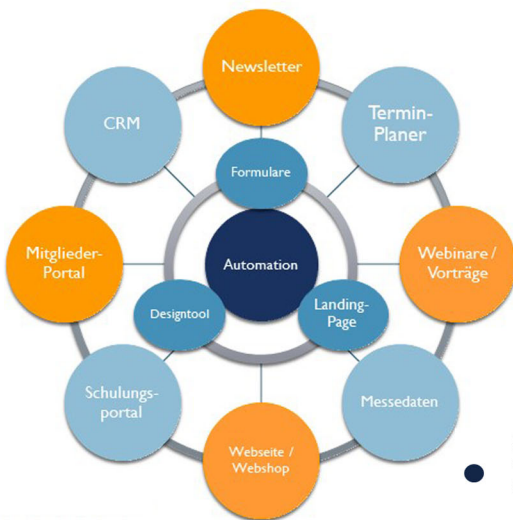 Newsletter
CRM
Termin-
Planer
Formulare
Mitglieder-
Portal
Automation
Webinare /
Vorträge
Designtool
Landing-
Page
Schulungs-
portal
Messedaten
Webseite /
Webshop